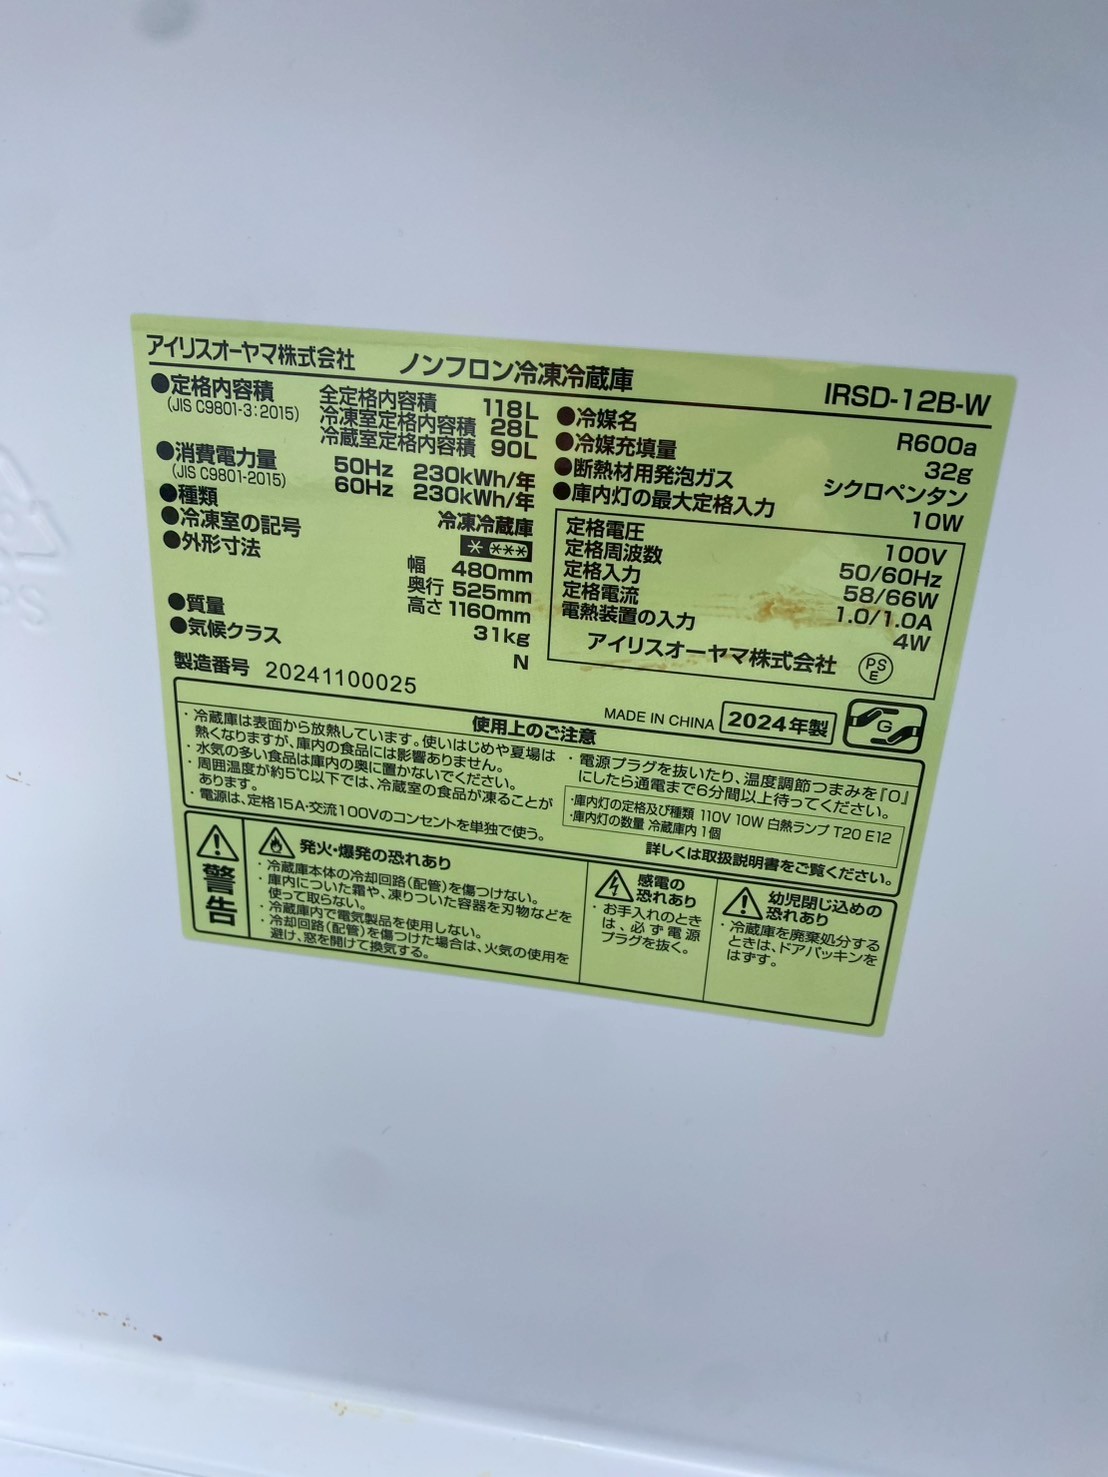 アイリスオーヤマ株式会社 ノンフロン冷凍冷蔵庫 IRSD-12B-W
●定格内容積
(JIS C9801-3:2015)
全定格内容積 118L
冷凍室定格内容積 28L
冷蔵室定格内容積 90L
●消費電力量
(JIS C9801-2015)
50Hz 230kWh/年
60Hz 230kWh/年
●種類 冷凍冷蔵庫
●冷凍室の記号 * ***
●外形寸法
幅 480mm
奥行 525mm
高さ 1160mm
●質量 31kg
●気候クラス N
製造番号 20241100025
●冷媒名 R600a
●冷媒充填量 32g
●断熱材用発泡ガス シクロペンタン
●庫内灯の最大定格入力 10W
定格電圧 100V
定格周波数 50/60Hz
定格入力 58/66W
定格電流 1.0/1.0A
電熱装置の入力 4W
アイリスオーヤマ株式会社 PSE
MADE IN CHINA 2024年製 G
使用上のご注意
・冷蔵庫は表面から放熱しています。使いはじめや夏場は
熱くなりますが、庫内の食品には影響ありません。
・水気の多い食品は庫内の奥に置かないでください。
・周囲温度が約5℃以下では、冷蔵室の食品が凍ることが
あります。
・電源は、定格15A・交流100Vのコンセントを単独で使う。
・電源プラグを抜いたり、温度調節つまみを『0』
にしたら通電まで6分間以上待ってください。
・庫内灯の定格及び種類 110V 10W 白熱ランプ T20 E12
・庫内灯の数量 冷蔵庫内 1個
詳しくは取扱説明書をご覧ください。
警告
発火・爆発の恐れあり
・冷蔵庫本体の冷却回路(配管)を傷つけない。
・庫内についた霜や、凍りついた容器を刃物などを
使って取らない。
・冷蔵庫内で電気製品を使用しない。
・冷却回路(配管)を傷つけた場合は、火気の使用を
避け、窓を開けて換気する。
感電の
恐れあり
・お手入れのとき
は、必ず電源
プラグを抜く。
幼児閉じ込めの
恐れあり
・冷蔵庫を廃棄処分する
ときは、ドアパッキンを
はずす。